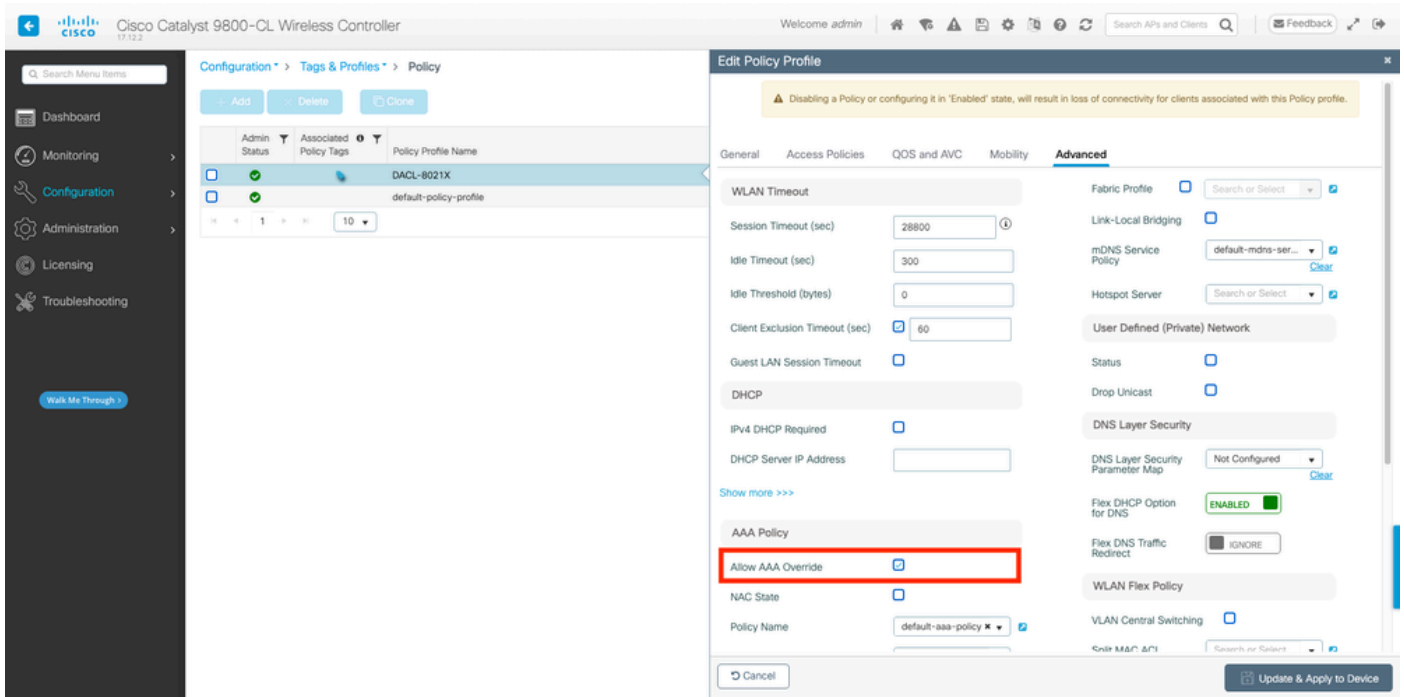 Cisco Catalyst 9800-CL Wireless Controller
cisco
17.12.2
Welcome admin
Search APs and Clients
Feedback
Search Menu Items
Dashboard
Monitoring
Configuration
Administration
Licensing
Troubleshooting
Walk Me Through >
Configuration > Tags & Profiles > Policy
+ Add
Delete
Clone
Admin Status
Associated Policy Tags
Policy Profile Name
DACL-8021X
default-policy-profile
1
10
Edit Policy Profile
Disabling a Policy or configuring it in 'Enabled' state, will result in loss of connectivity for clients associated with this Policy profile.
General Access Policies QOS and AVC Mobility Advanced
WLAN Timeout
Session Timeout (sec) 28800
Idle Timeout (sec) 300
Idle Threshold (bytes) 0
Client Exclusion Timeout (sec) 60
Guest LAN Session Timeout
DHCP
IPv4 DHCP Required
DHCP Server IP Address
Show more >>>
AAA Policy
Allow AAA Override
NAC State
Policy Name default-aaa-policy
Fabric Profile Search or Select
Link-Local Bridging
mDNS Service Policy default-mdns-ser...
Clear
Hotspot Server Search or Select
User Defined (Private) Network
Status
Drop Unicast
DNS Layer Security
DNS Layer Security Parameter Map Not Configured
Clear
Flex DHCP Option for DNS ENABLED
Flex DNS Traffic Redirect IGNORE
WLAN Flex Policy
VLAN Central Switching
Split MAC ACL Search or Select
Cancel
Update & Apply to Device